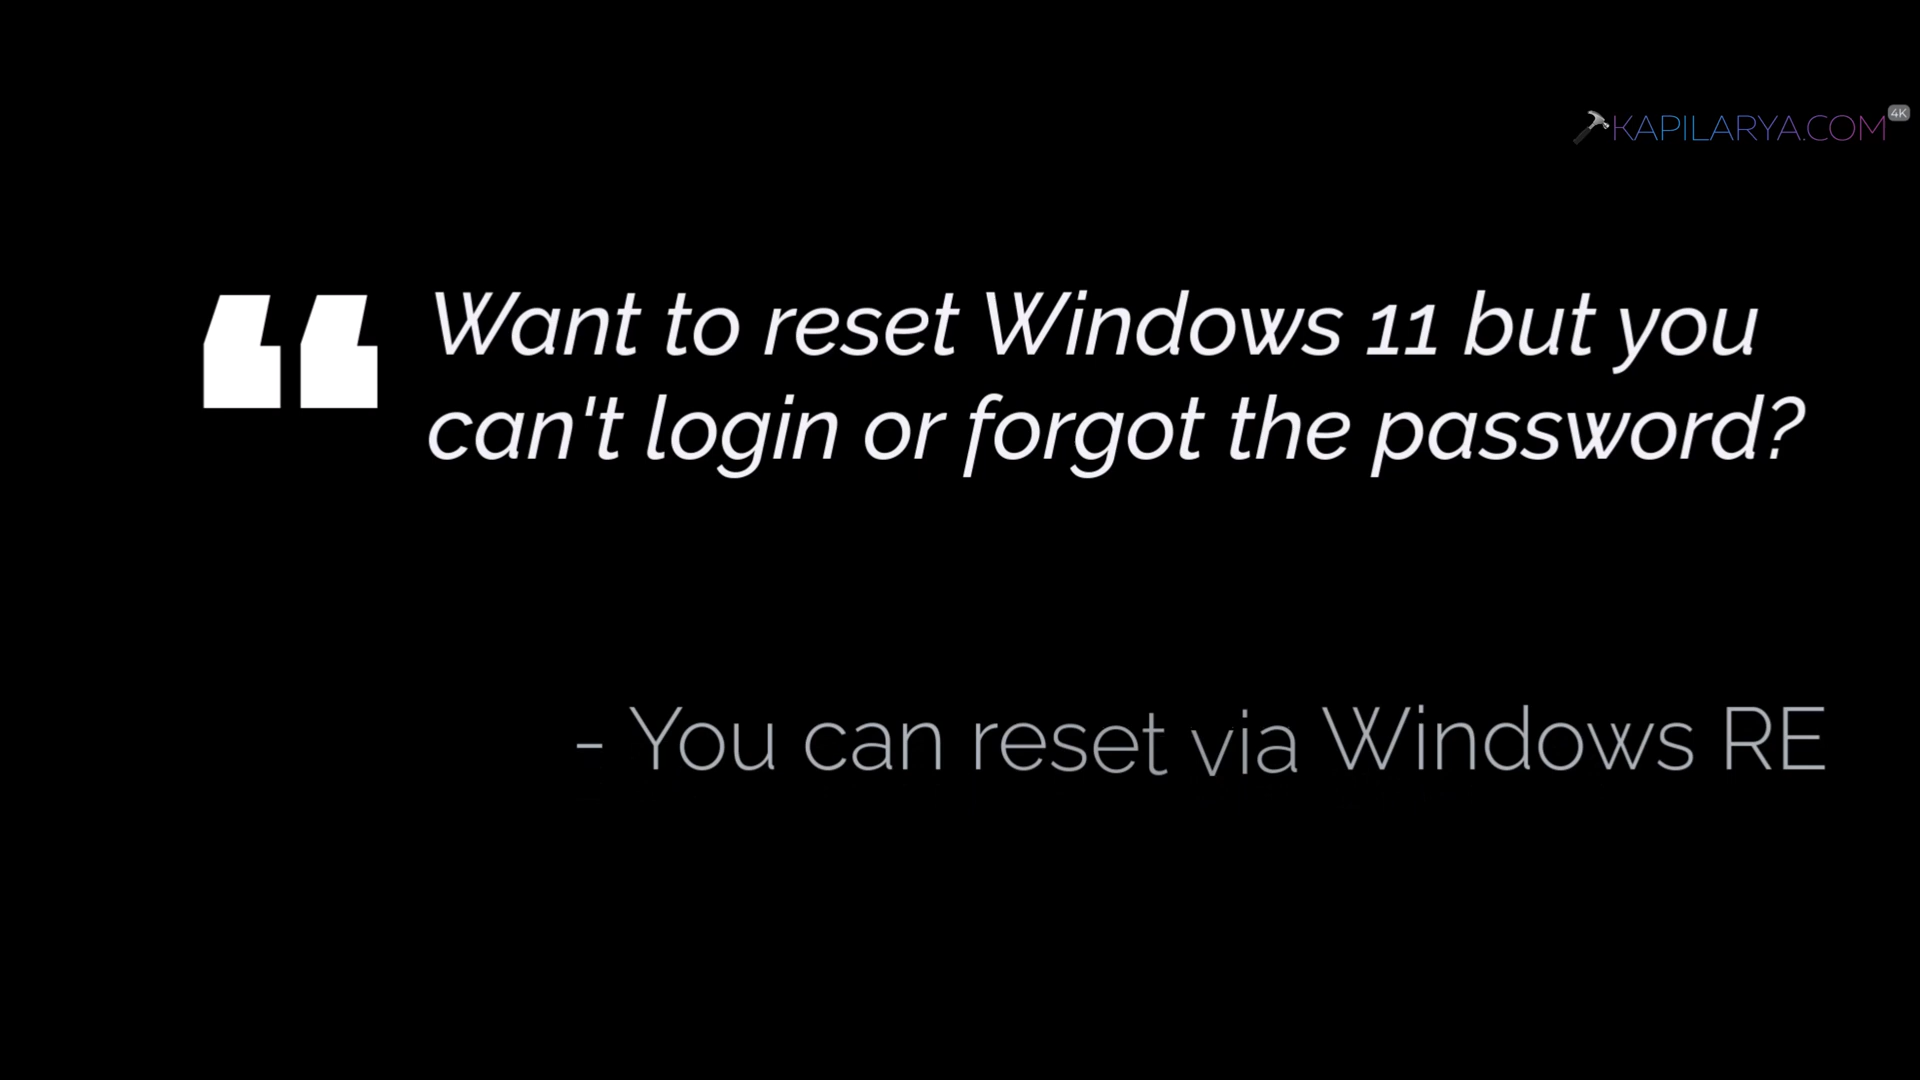 KAPILARYA.COM 4K
Want to reset Windows 11 but you
can't login or forgot the password?
- You can reset via Windows RE